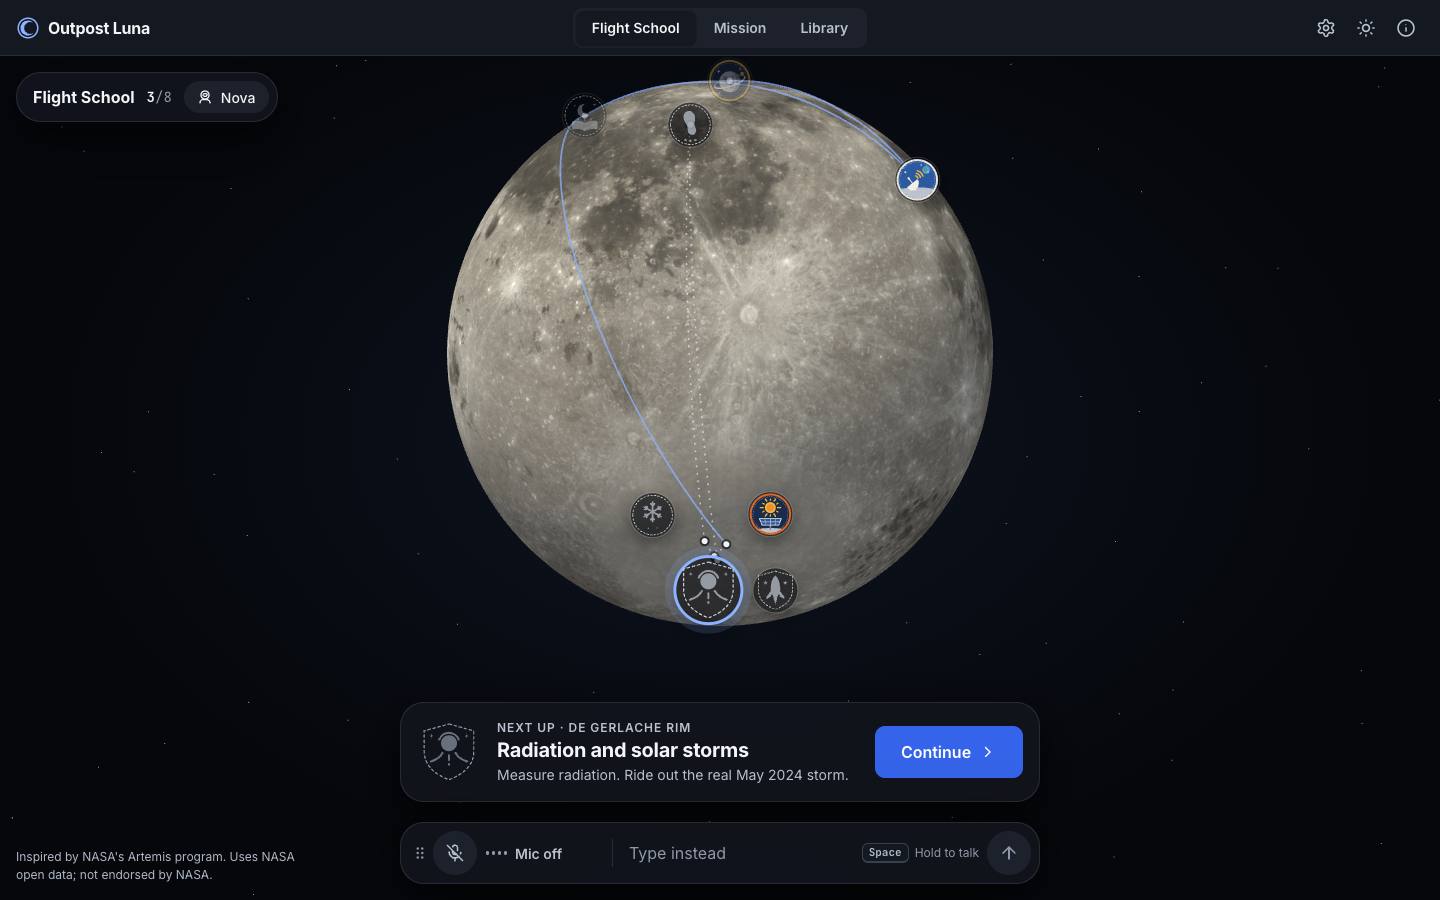 Outpost Luna
Flight School
Mission
Library
Flight School 3/8 Nova
NEXT UP · DE GERLACHE RIM
Radiation and solar storms
Measure radiation. Ride out the real May 2024 storm.
Continue
Mic off
Type instead
Space Hold to talk
Inspired by NASA's Artemis program. Uses NASA
open data; not endorsed by NASA.